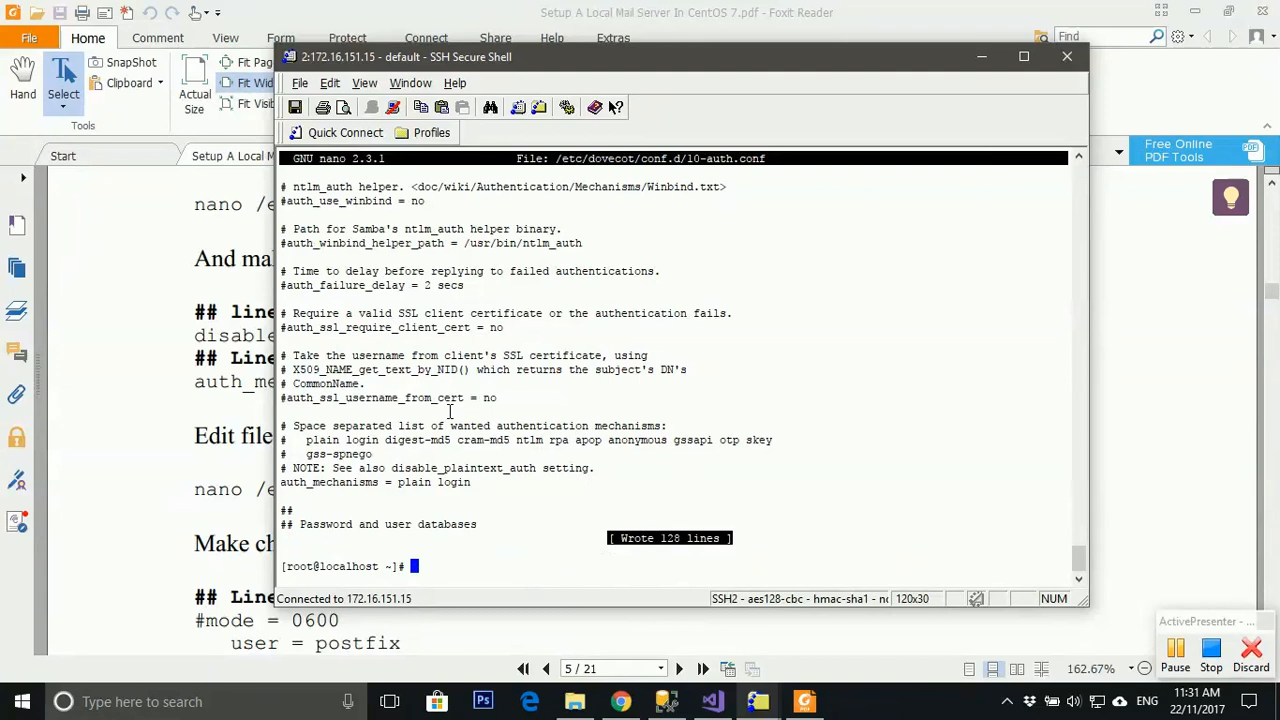 Setup A Local Mail Server In CentOS 7.pdf - Foxit Reader
File
Home
Comment
View
Form
Protect
Connect
Share
Help
Extras
Find
Hand
Select
SnapShot
Clipboard
Actual
Size
Fit Pag
Fit Wid
Fit Visib
Tools
Start
Setup A Local M
Online
PDF Tools
nano /e
And mak
## line
disable
## Line
auth_me
Edit file
nano /e
Make ch
## Line
#mode = 0600
user = postfix
2:172.16.151.15 - default - SSH Secure Shell
File Edit View Window Help
Quick Connect Profiles
GNU nano 2.3.1 File: /etc/dovecot/conf.d/10-auth.conf
# ntlm_auth helper. <doc/wiki/Authentication/Mechanisms/Winbind.txt>
#auth_use_winbind = no
# Path for Samba's ntlm_auth helper binary.
#auth_winbind_helper_path = /usr/bin/ntlm_auth
# Time to delay before replying to failed authentications.
#auth_failure_delay = 2 secs
# Require a valid SSL client certificate or the authentication fails.
#auth_ssl_require_client_cert = no
# Take the username from client's SSL certificate, using
# X509_NAME_get_text_by_NID() which returns the subject's DN's
# CommonName.
#auth_ssl_username_from_cert = no
# Space separated list of wanted authentication mechanisms:
#   plain login digest-md5 cram-md5 ntlm rpa apop anonymous gssapi otp skey
#   gss-spnego
# NOTE: See also disable_plaintext_auth setting.
auth_mechanisms = plain login
##
## Password and user databases
[ Wrote 128 lines ]
[root@localhost ~]#
Connected to 172.16.151.15
SSH2 - aes128-cbc - hmac-sha1 - no
120x30
NUM
ActivePresenter - ...
Pause
Stop
Discard
5 / 21
162.67%
Type here to search
ENG
11:31 AM
22/11/2017